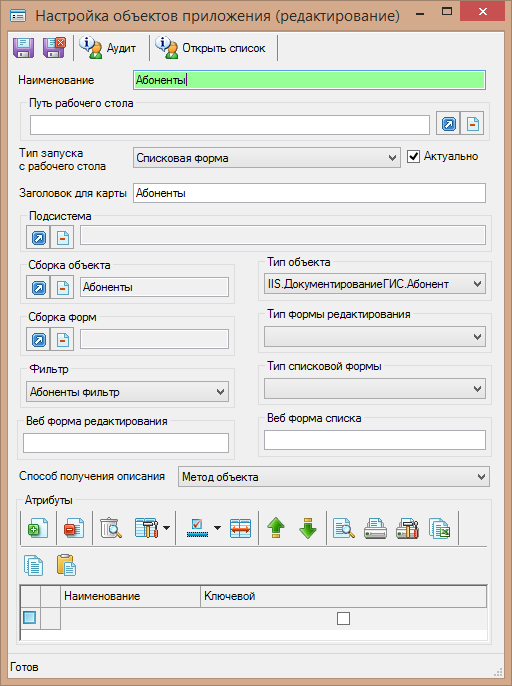 Настройка объектов приложения (редактирование)
Аудит
Открыть список
Наименование
Абоненты
Путь рабочего стола
Тип запуска
с рабочего стола
Списковая форма
Актуально
Заголовок для карты
Абоненты
Подсистема
Сборка объекта
Абоненты
Тип объекта
IIS.ДокументированиеГИС.Абонент
Сборка форм
Тип формы редактирования
Фильтр
Абоненты фильтр
Тип списковой формы
Веб форма редактирования
Веб форма списка
Способ получения описания
Метод объекта
Атрибуты
Наименование
Ключевой
Готов